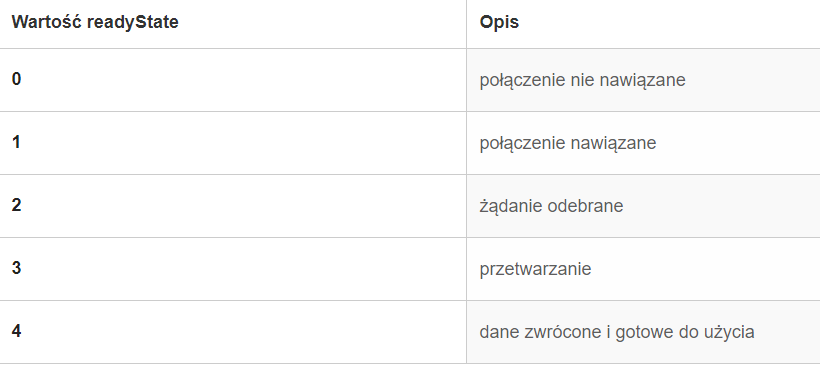 Wartość readyState Opis
0 połączenie nie nawiązane
1 połączenie nawiązane
2 żądanie odebrane
3 przetwarzanie
4 dane zwrócone i gotowe do użycia